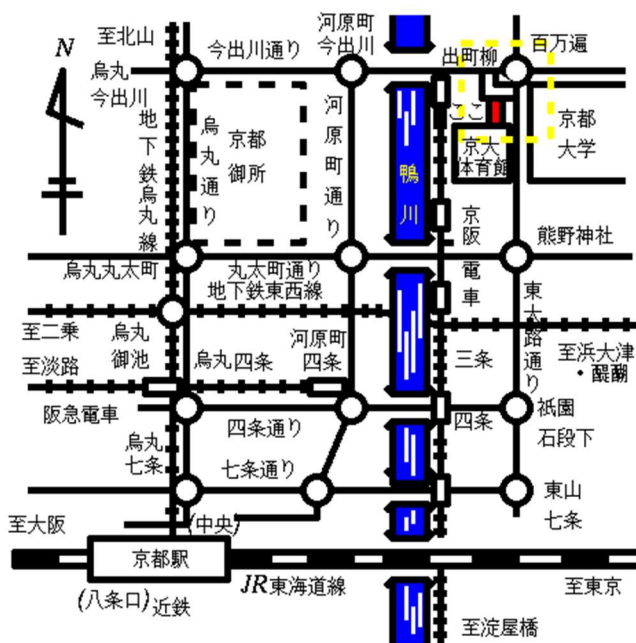 河原町
今出川
至北山
今出川通り
出町柳
百万遍
N
烏丸
今出川
地下鉄烏丸線
烏丸通り
京都
御所
河原町通り
鴨川
ここ
京大
体育館
京都
大学
京阪電車
熊野神社
烏丸丸太町
丸太町通り
地下鉄東西線
東大路通り
至二乗
烏丸
御池
河原町
四条
烏丸四条
三条
至浜大津
・醍醐
至淡路
阪急電車
四条通り
四条
祇園
石段下
烏丸
七条
七条通り
東山
七条
至大阪
(中央)
京都駅
JR東海道線
至東京
(八条口)近鉄
至淀屋橋